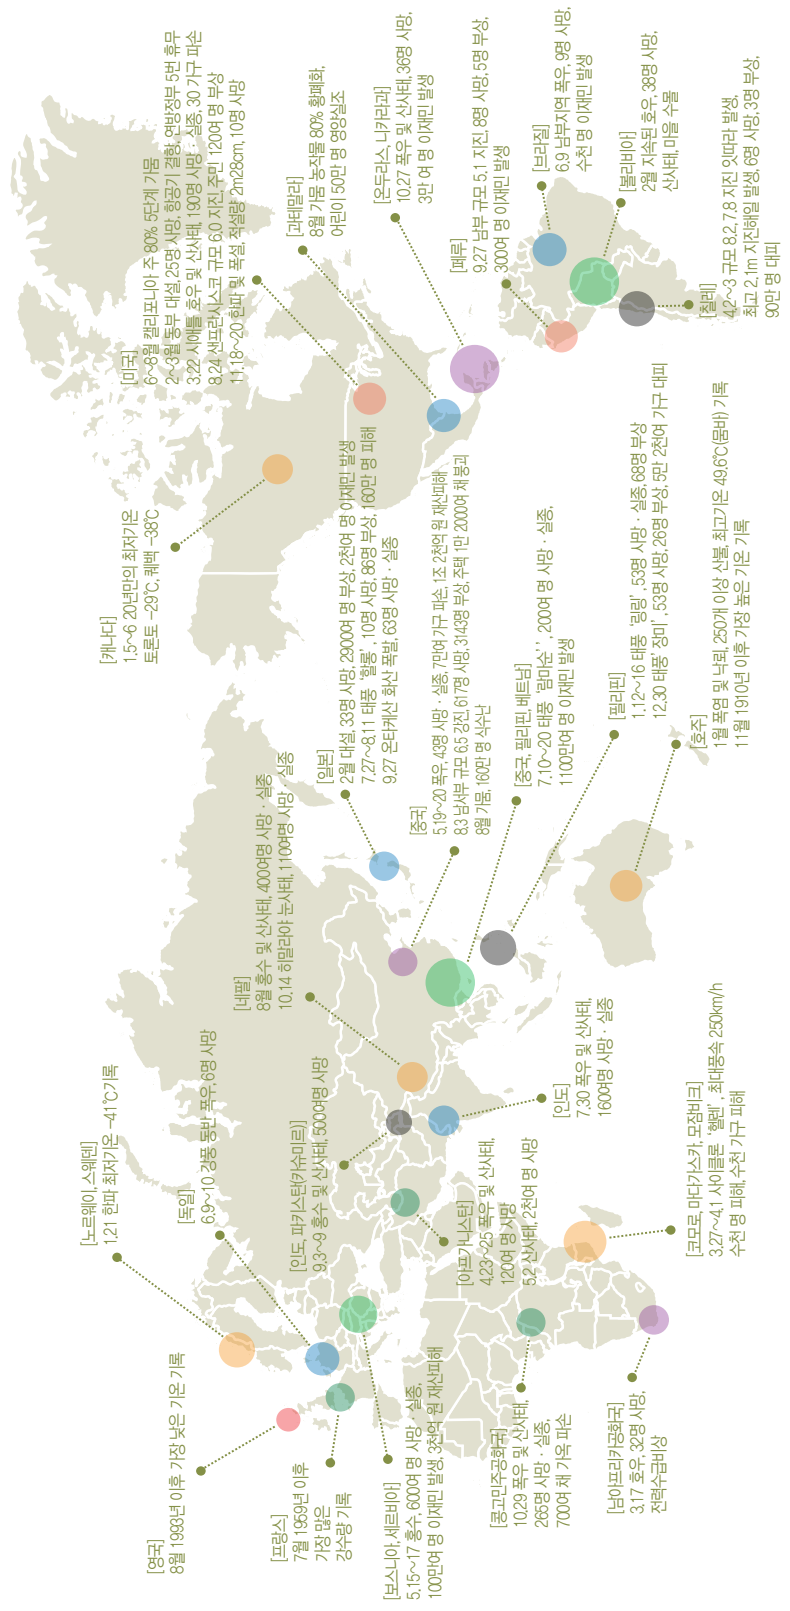 [영국]
8월 1993년 이후 가장 낮은 기온 기록
[노르웨이, 스웨덴]
1.21 한파 최저기온 -41℃기록
[독일]
6.9~10 강풍 동반 폭우, 6명 사망
[프랑스]
7월 1959년 이후
가장 많은
강수량 기록
[보스니아, 세르비아]
5.15~17 홍수, 600여 명 사망 · 실종,
100만여 명 이재민 발생, 3천억 원 재산피해
[콩고민주공화국]
10.29 폭우 및 산사태,
265명 사망 · 실종,
700여 채 가옥 파손
[남아프리카공화국]
3.17 호우, 32명 사망,
전력수급비상
[코모로, 마다가스카, 모잠비크]
3.27~4.1 사이클론 ‘헬렌’, 최대풍속 250km/h
수천 명 피해, 수천 가구 피해
[아프가니스탄]
4.23~25 폭우 및 산사태,
120여 명 사망
5.2 산사태, 2천여 명 사망
[인도, 파키스탄(카슈미르)]
9.3~9 홍수 및 산사태, 500여명 사망
[네팔]
8월 홍수 및 산사태, 400여명 사망 · 실종
10.14 히말라야 눈사태, 110여명 사망 · 실종
[인도]
7.30 폭우 및 산사태,
160여명 사망 · 실종
[일본]
2월 대설, 33명 사망, 2900여 명 부상, 2천여 명 이재민 발생
7.27~8.11 태풍 ‘할롱’, 10명 사망, 86명 부상, 160만 명 피해
9.27 온타케산 화산 폭발, 63명 사망 · 실종
[중국]
5.19~20 폭우, 43명 사망 · 실종, 7만여 가구 파손, 1조 2천억 원 재산피해
8.3 남서부 규모 6.5 강진, 617명 사망, 3143명 부상, 주택 1만 2000여 채 붕괴
8월 가뭄, 160만 명 식수난
[중국, 필리핀, 베트남]
7.10~20 태풍 ‘람마순’’, 200여 명 사망 · 실종,
1100만여 명 이재민 발생
[필리핀]
1.12~16 태풍 ‘링링’, 53명 사망 · 실종, 68명 부상
12.30 태풍’ 장미’, 53명 사망, 26명 부상, 5만 2천여 가구 대피
[호주]
1월 폭염 및 낙뢰, 250개 이상 산불, 최고기온 49.6℃(뭄바) 기록
11월 1910년 이후 가장 높은 기온 기록
[캐나다]
1.5~6 20년만의 최저기온
토론토 -29℃, 퀘백 -38℃
[미국]
6~8월 캘리포니아 주 80% 5단계 가뭄
2~3월 동부 대설, 25명 사망, 항공기 결항, 연방정부 5번 휴무
3.22 시애틀 호우 및 산사태, 190명 사망 · 실종, 30 가구 파손
8.24 샌프란시스코 규모 6.0 지진, 주민 120여 명 부상
11.18~20 한파 및 폭설, 적설량 2m28cm, 10명 사망
[과테말라]
8월 가뭄 농작물 80% 황폐화,
어린이 50만 명 영양실조
[온두라스, 니카라과]
10.27 폭우 및 산사태, 36명 사망,
3만 여 명 이재민 발생
[페루]
9.27 남부 규모 5.1 지진, 8명 사망, 5명 부상,
300여 명 이재민 발생
[브라질]
6.9 남부지역 폭우, 9명 사망,
수천 명 이재민 발생
[볼리비아]
2월 지속된 호우, 38명 사망,
산사태, 마을 수몰
[칠레]
4.2~3 규모 8.2, 7.8 지진 잇따라 발생,
최고 2.1m 지진해일 발생, 6명 사망, 3명 부상,
90만 명 대피